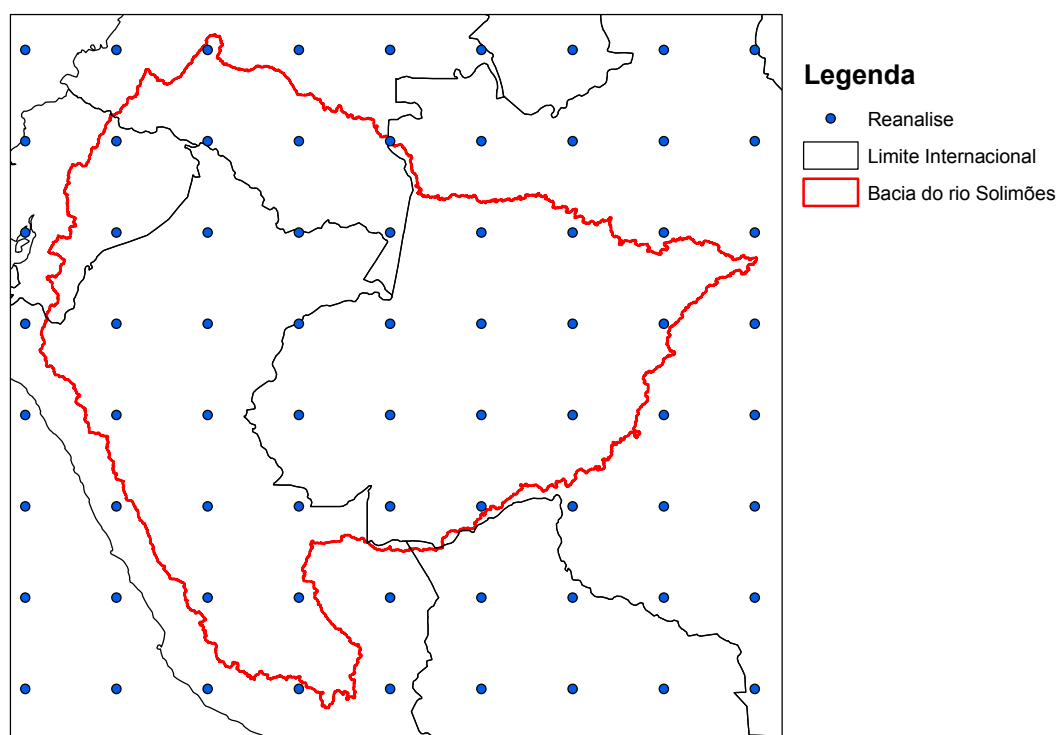 Legenda
Reanalise
Limite Internacional
Bacia do rio Solimões